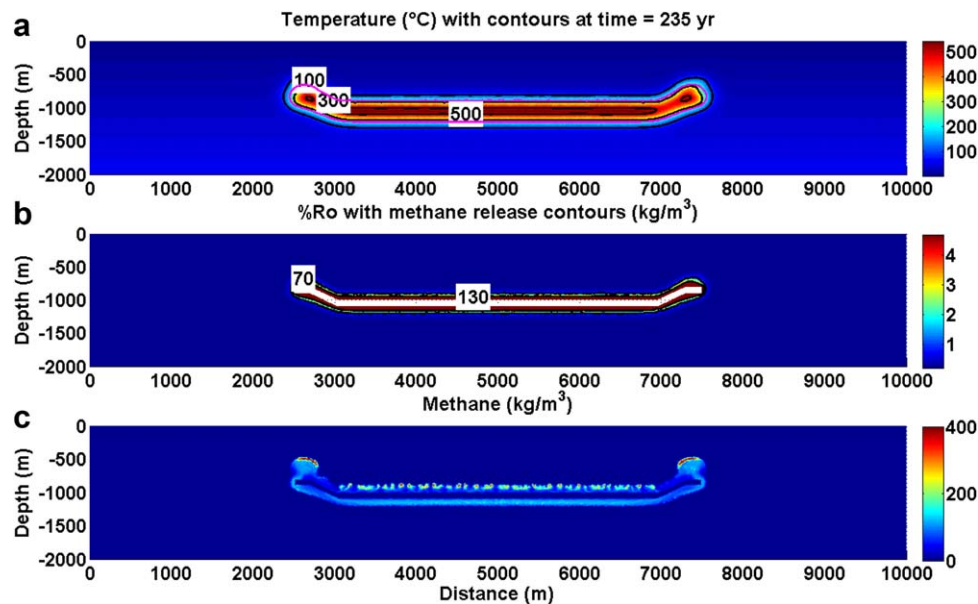 a
Temperature (°C) with contours at time = 235 yr
Depth (m)
0
-500
-1000
-1500
-2000
100
300
500
0 1000 2000 3000 4000 5000 6000 7000 8000 9000 10000
500
400
300
200
100
b
%Ro with methane release contours (kg/m³)
Depth (m)
0
-500
-1000
-1500
-2000
70
130
0 1000 2000 3000 4000 5000 6000 7000 8000 9000 10000
4
3
2
1
c
Methane (kg/m³)
Depth (m)
0
-500
-1000
-1500
-2000
0 1000 2000 3000 4000 5000 6000 7000 8000 9000 10000
Distance (m)
400
200
0